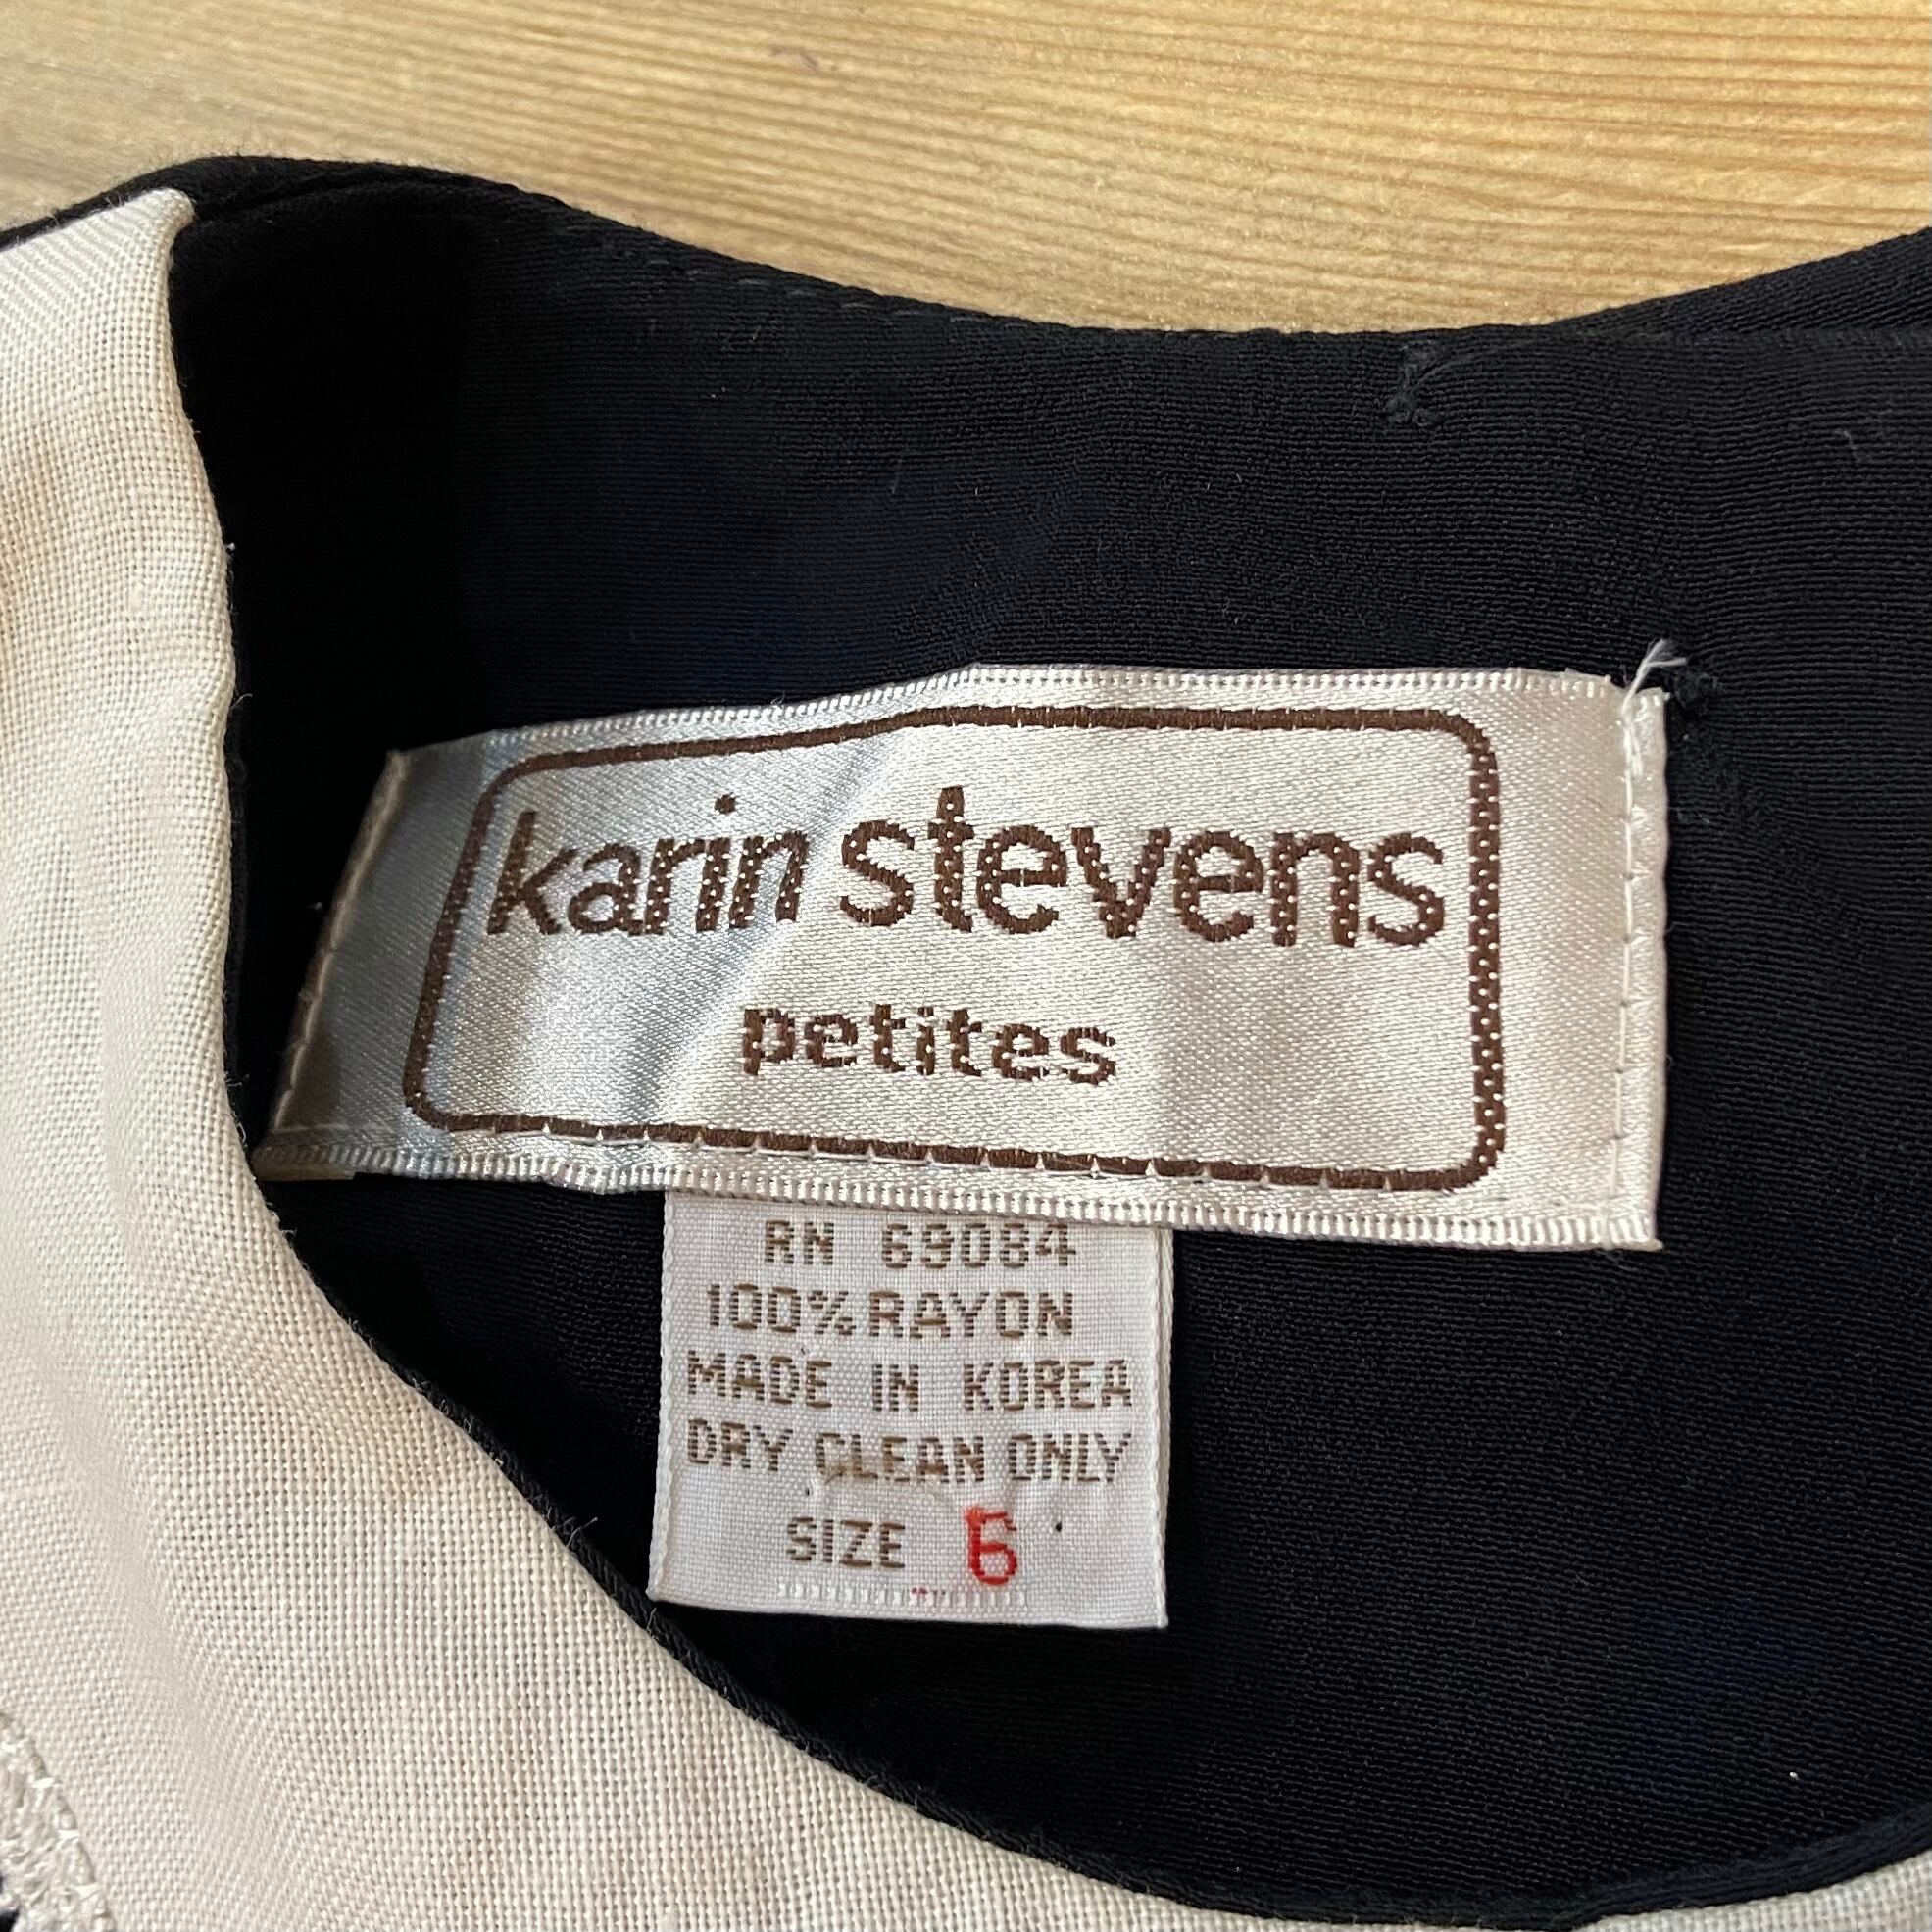 karin stevens
petites
RN 69084
100% RAYON
MADE IN KOREA
DRY CLEAN ONLY
SIZE 6